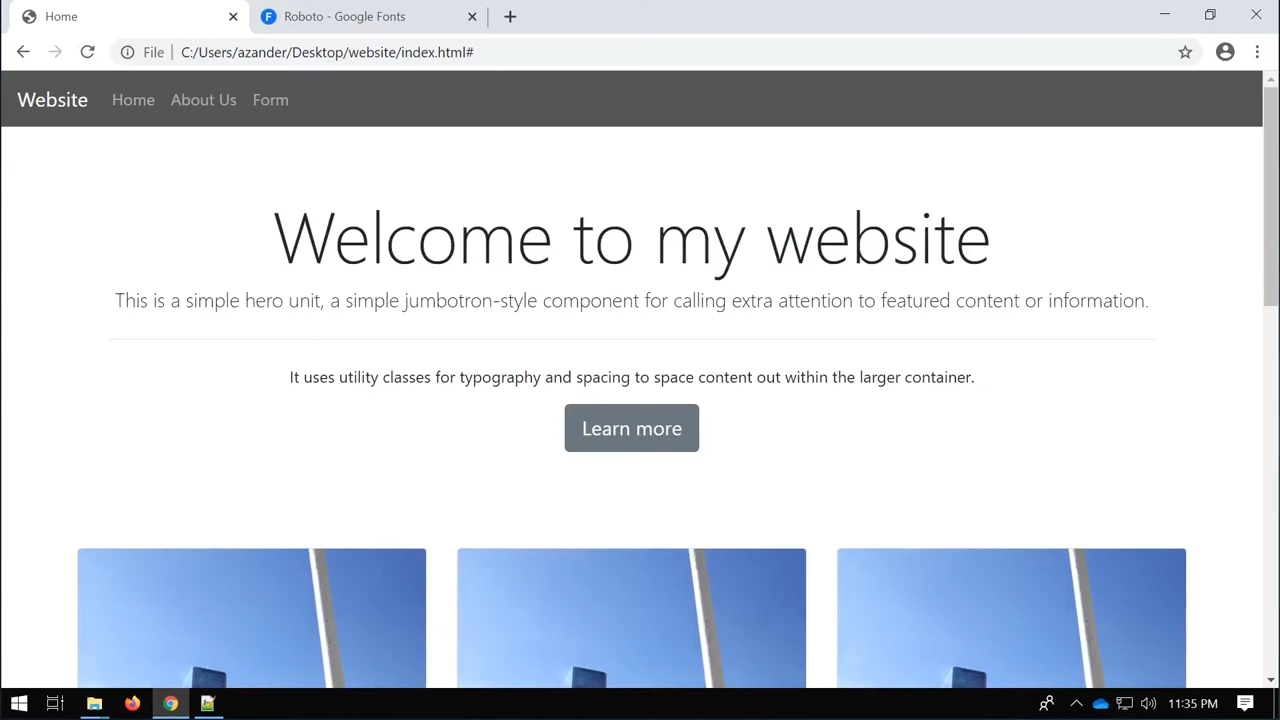 Home
Roboto - Google Fonts
File
C:/Users/azander/Desktop/website/index.html#
Website
Home
About Us
Form
Welcome to my website
This is a simple hero unit, a simple jumbotron-style component for calling extra attention to featured content or information.
It uses utility classes for typography and spacing to space content out within the larger container.
Learn more
11:35 PM